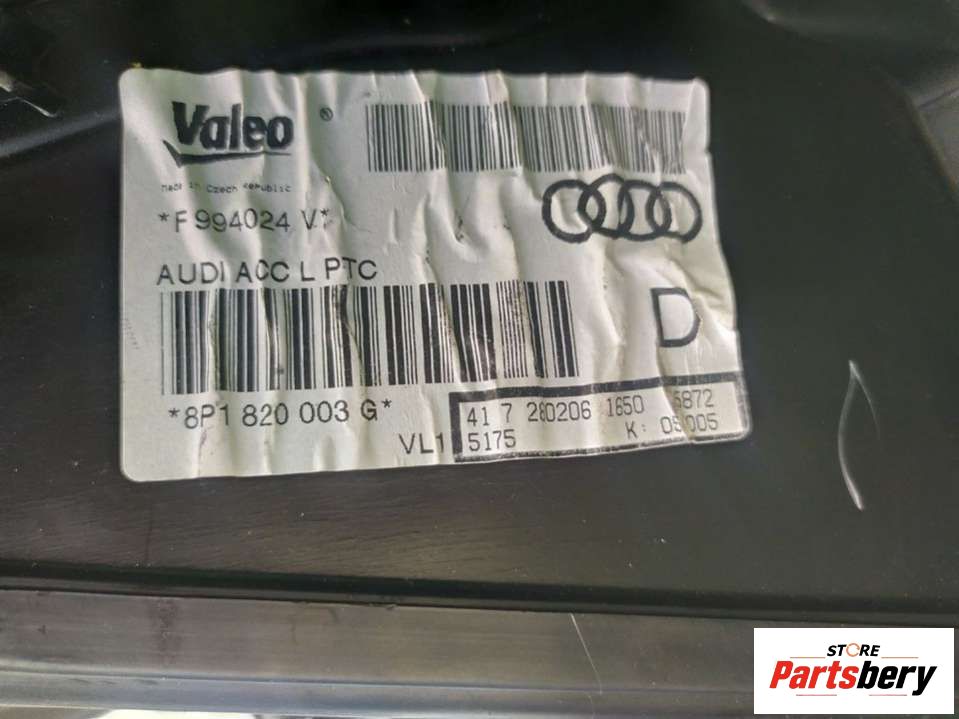 Valeo ®
Made in Czech Republic
*F 994024 V*
AUDI ACC L PTC
D
*8P1 820 003 G*
VL1
41 7 280206 1650 5872
5175 K: 05005
STORE
Partsbery